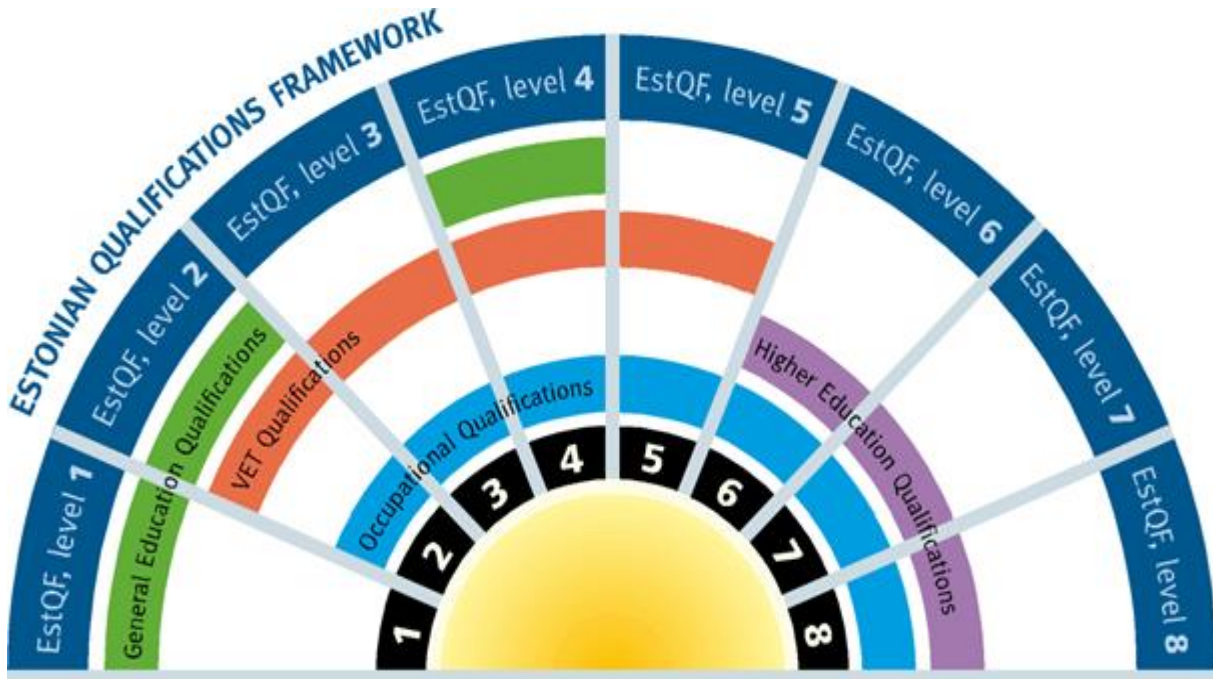 ESTONIAN QUALIFICATIONS FRAMEWORK
EstQF, level 1
EstQF, level 2
EstQF, level 3
EstQF, level 4
EstQF, level 5
EstQF, level 6
EstQF, level 7
EstQF, level 8
General Education Qualifications
VET Qualifications
Occupational Qualifications
Higher Education Qualifications
1
2
3
4
5
6
7
8